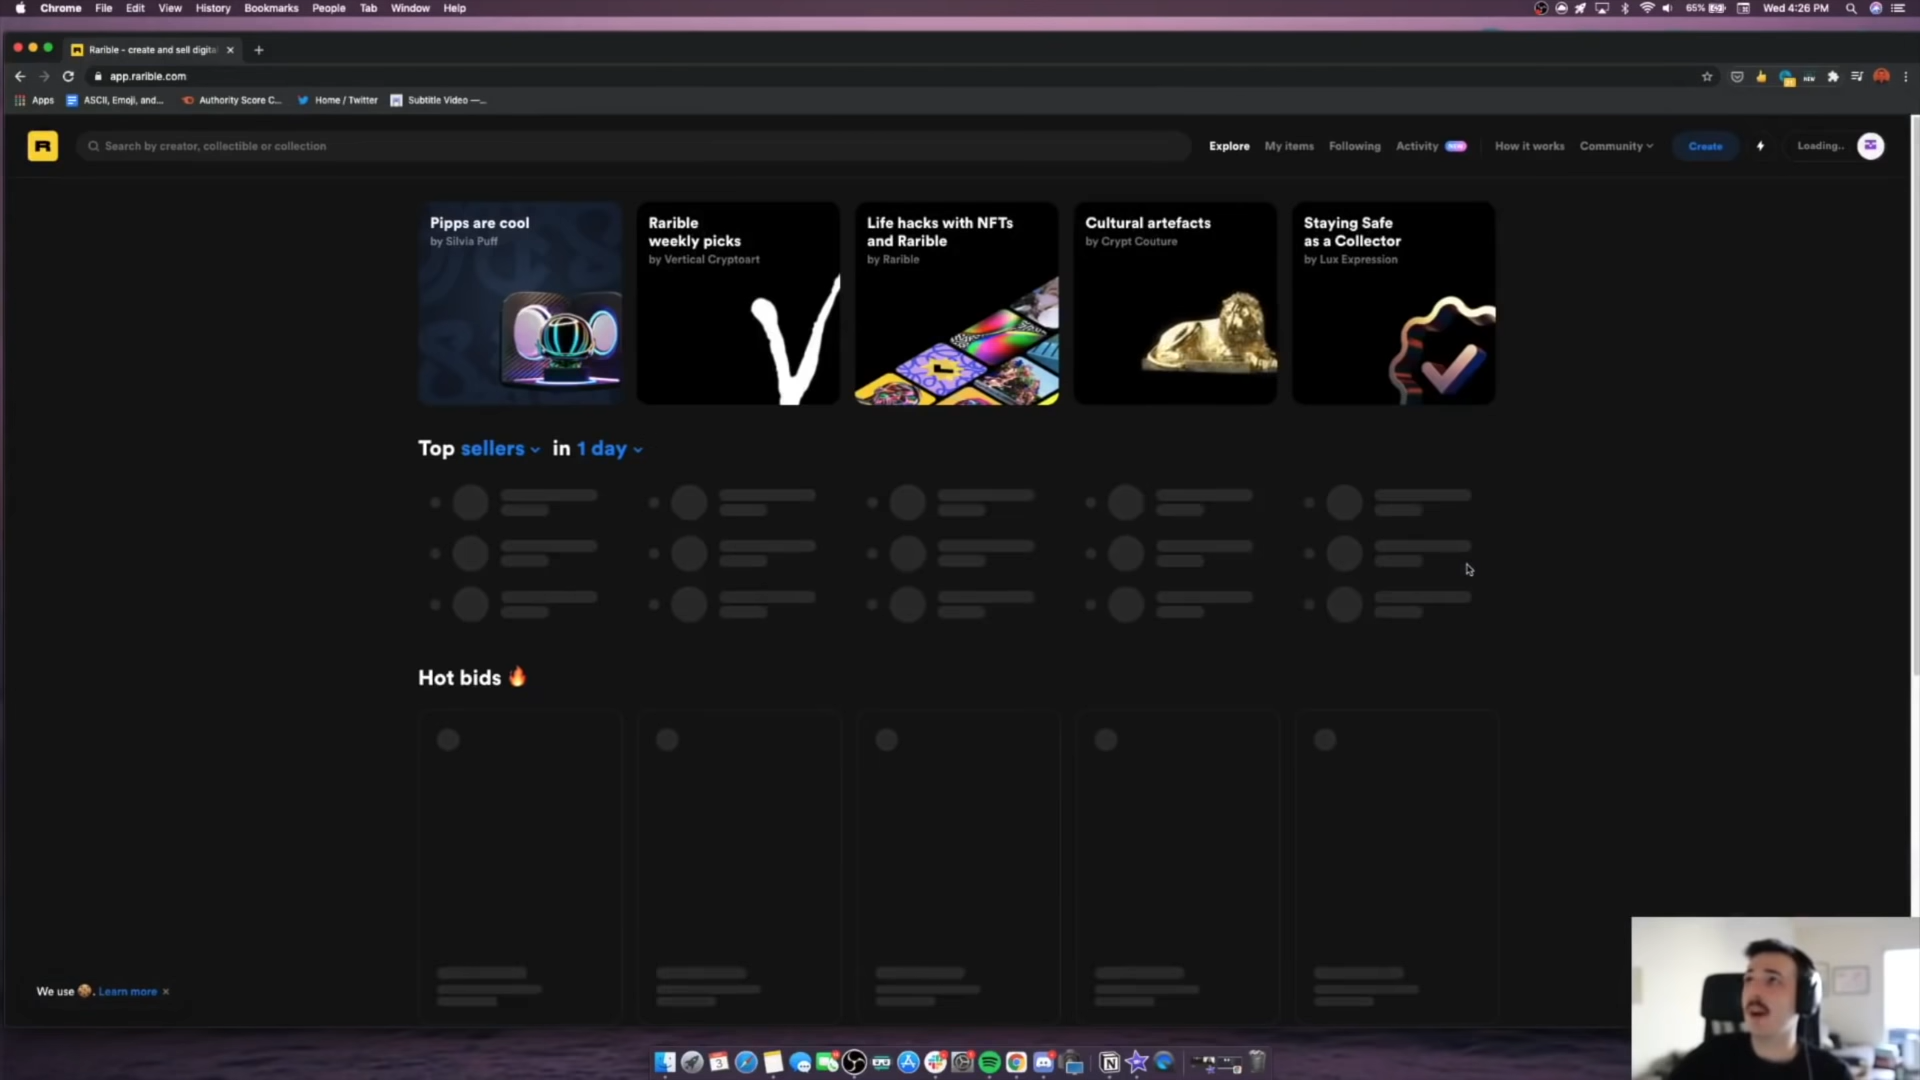 Chrome File Edit View History Bookmarks People Tab Window Help
65% Wed 4:26 PM
Rarible - create and sell digita
app.rarible.com
Apps ASCII, Emoji, and... Authority Score C... Home / Twitter Subtitle Video —...
R
Search by creator, collectible or collection
Explore My items Following Activity NEW How it works Community Create Loading..
Pipps are cool
by Silvia Puff
Rarible
weekly picks
by Vertical Cryptoart
Life hacks with NFTs
and Rarible
by Rarible
Cultural artefacts
by Crypt Couture
Staying Safe
as a Collector
by Lux Expression
Top sellers in 1 day
Hot bids 🔥
We use 🍪. Learn more ×